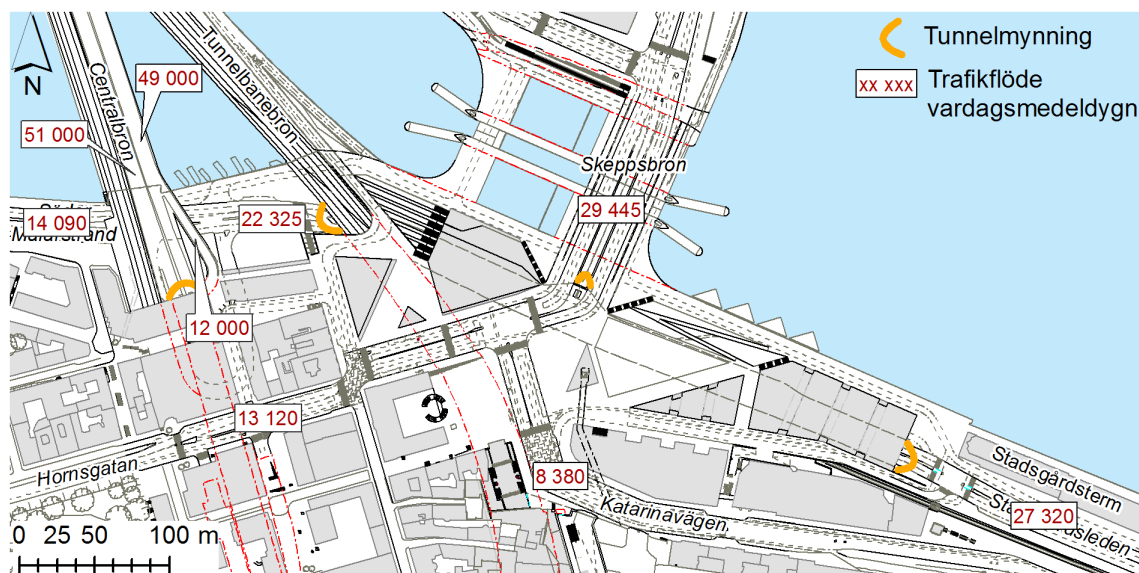 Tunnelmynning
xx xxx Trafikflöde
vardagsmedeldygn
N
Centralbron
Tunnelbanebron
49 000
51 000
Skeppsbron
29 445
14 090
22 325
Mälarstrand
12 000
13 120
Hornsgatan
8 380
Katarinavägen
Stadsgårdsterm
27 320
0 25 50 100 m